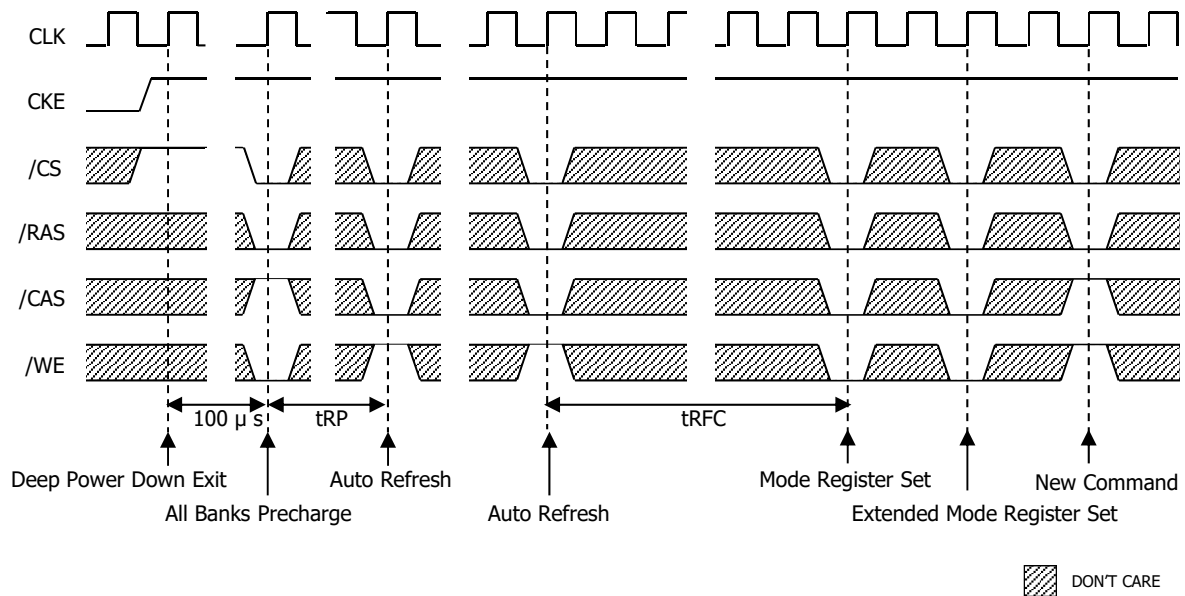 CLK
CKE
/CS
/RAS
/CAS
/WE
100 μ s
tRP
tRFC
Deep Power Down Exit
Auto Refresh
Mode Register Set
New Command
All Banks Precharge
Auto Refresh
Extended Mode Register Set
DON'T CARE